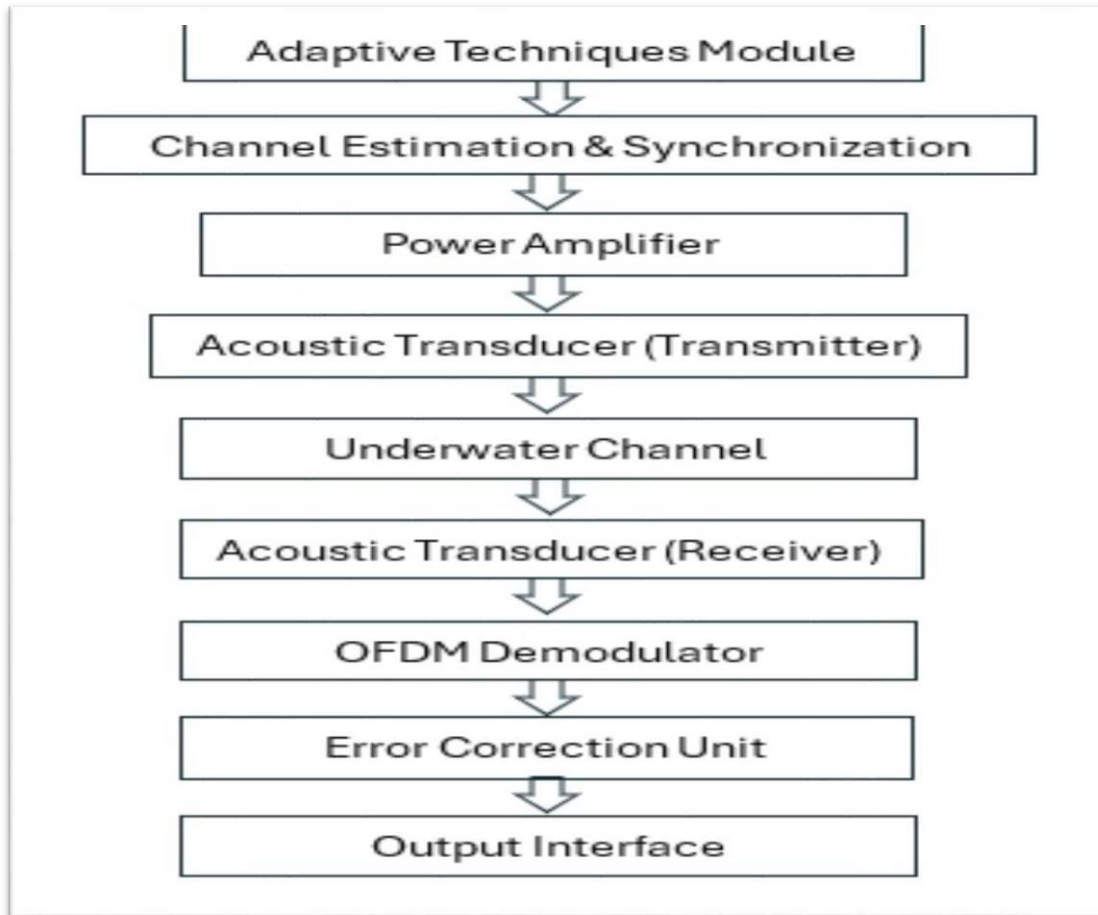 Adaptive Techniques Module
Channel Estimation & Synchronization
Power Amplifier
Acoustic Transducer (Transmitter)
Underwater Channel
Acoustic Transducer (Receiver)
OFDM Demodulator
Error Correction Unit
Output Interface